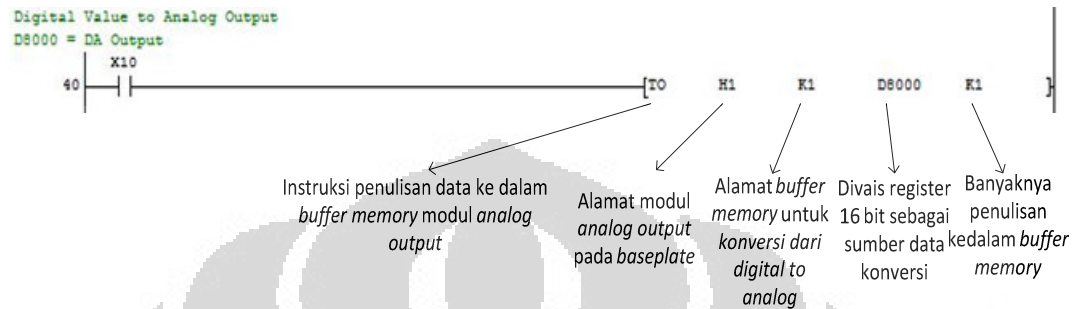 Digital Value to Analog Output
D8000 = DA Output
X10
40 [TO H1 K1 D8000 K1 ]
Instruksi penulisan data ke dalam
buffer memory modul analog
output
Alamat modul
analog output
pada baseplate
Alamat buffer
memory untuk
konversi dari
digital to
analog
Divais register
16 bit sebagai
sumber data
konversi
Banyaknya
penulisan
kedalam buffer
memory